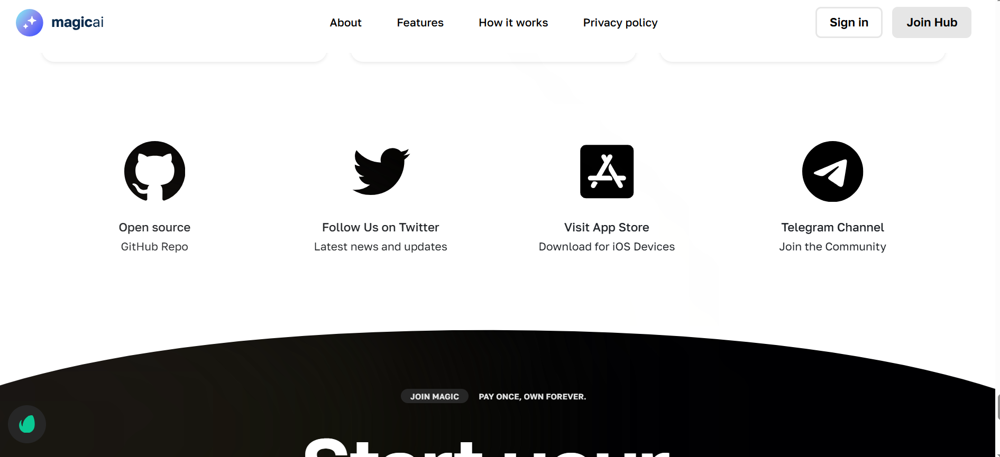 magicai
About Features How it works Privacy policy
Sign in Join Hub
Open source
GitHub Repo
Follow Us on Twitter
Latest news and updates
Visit App Store
Download for iOS Devices
Telegram Channel
Join the Community
JOIN MAGIC PAY ONCE, OWN FOREVER.
Start your